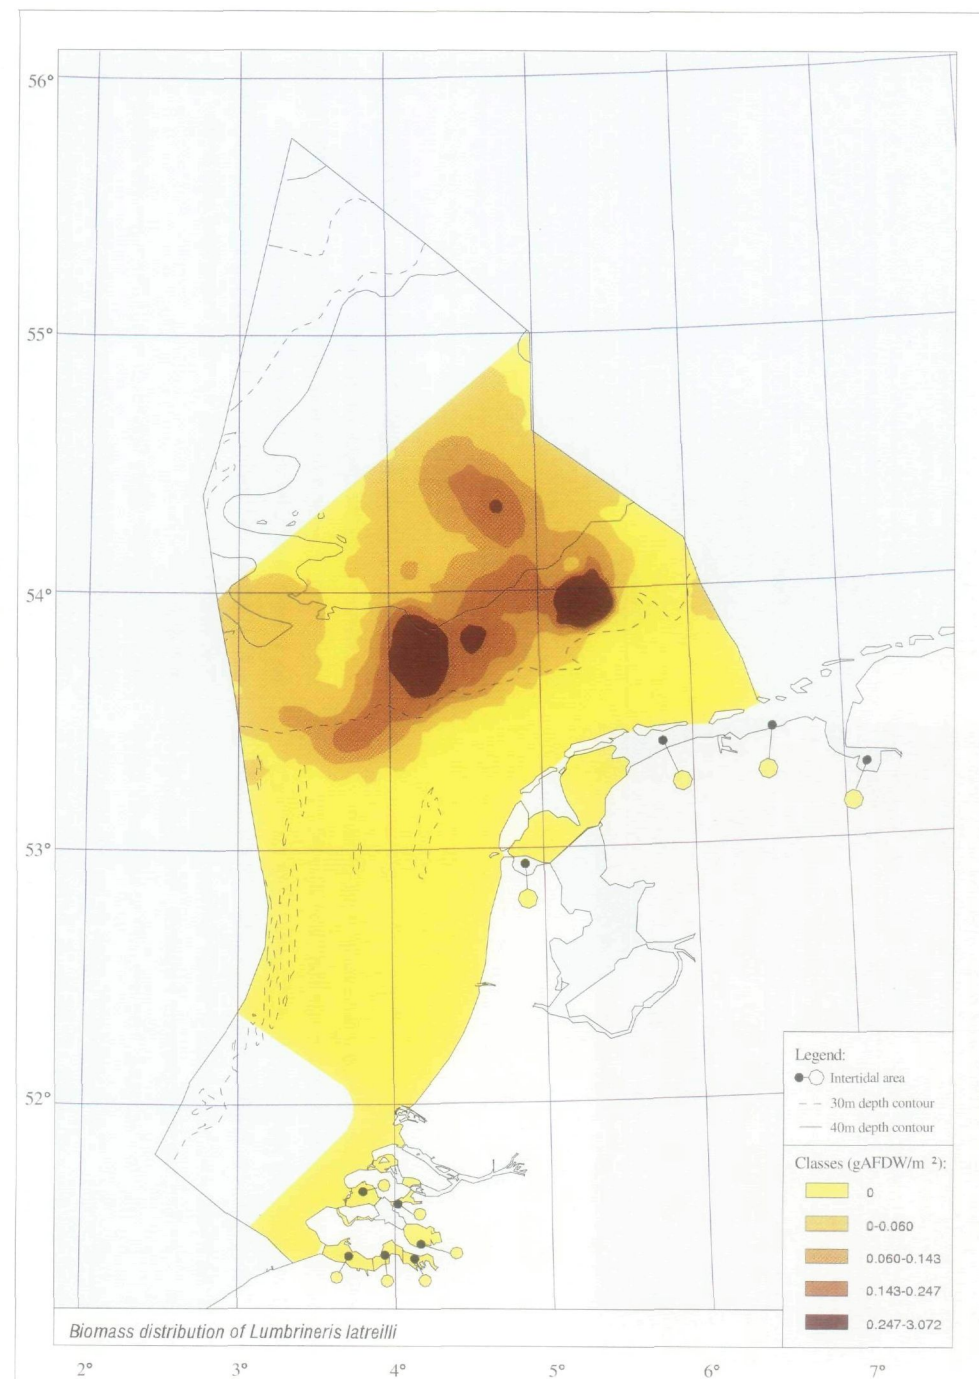 56°
55°
54°
53°
52°
Legend:
Intertidal area
30m depth contour
40m depth contour
Classes (gAFDW/m ²):
0
0-0.060
0.060-0.143
0.143-0.247
0.247-3.072
Biomass distribution of Lumbrineris latreilli
2° 3° 4° 5° 6° 7°